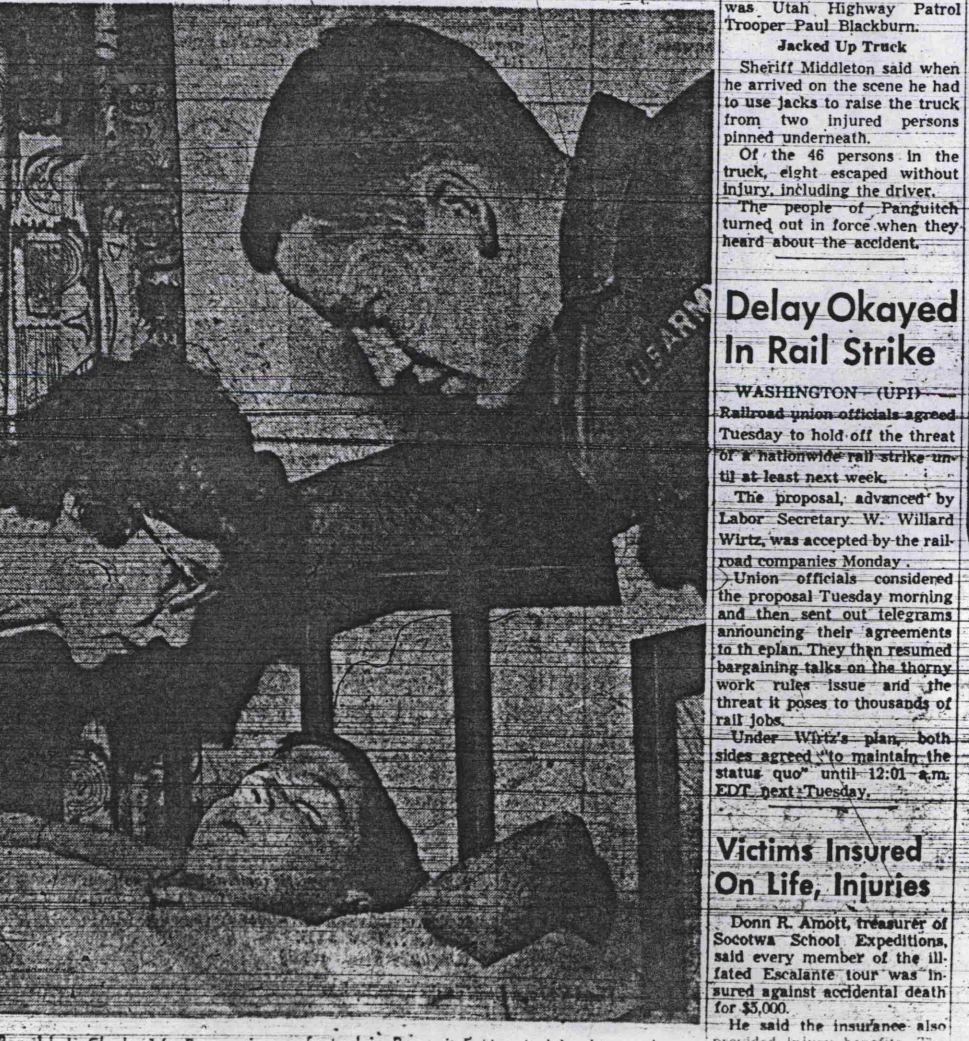 US ARMY
was Utah Highway Patrol
Trooper Paul Blackburn.
Jacked Up Truck
Sheriff Middleton said when
he arrived on the scene he had
to use jacks to raise the truck
from two injured persons
pinned underneath.
Of the 46 persons in the
truck, eight escaped without
injury, including the driver.
The people of Panguitch
turned out in force when they
heard about the accident.
Delay Okayed
In Rail Strike
WASHINGTON (UPI) —
Railroad union officials agreed
Tuesday to hold off the threat
of a nationwide rail strike un-
til at least next week.
The proposal, advanced by
Labor Secretary W. Willard
Wirtz, was accepted by the rail-
road companies Monday.
Union officials considered
the proposal Tuesday morning
and then sent out telegrams
announcing their agreements
to th eplan. They then resumed
bargaining talks on the thorny
work rules issue and the
threat it poses to thousands of
rail jobs.
Under Wirtz's plan, both
sides agreed "to maintain the
status quo" until 12:01 a.m.
EDT next Tuesday.
Victims Insured
On Life, Injuries
Donn R. Arnott, treasurer of
Socotwa School Expeditions,
said every member of the ill-
fated Escalante tour was in-
sured against accidental death
for $5,000.
He said the insurance also
provided injury benefits.